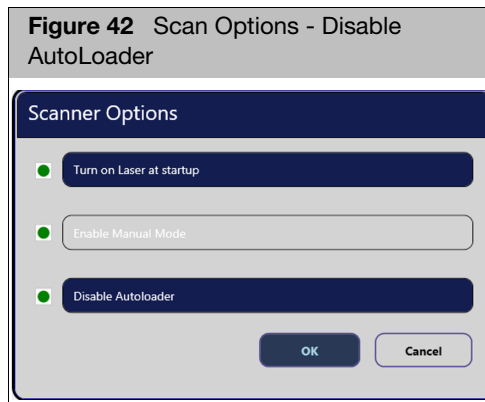 Figure 42 Scan Options - Disable
AutoLoader
Scanner Options
Turn on Laser at startup
Enable Manual Mode
Disable Autoloader
OK Cancel